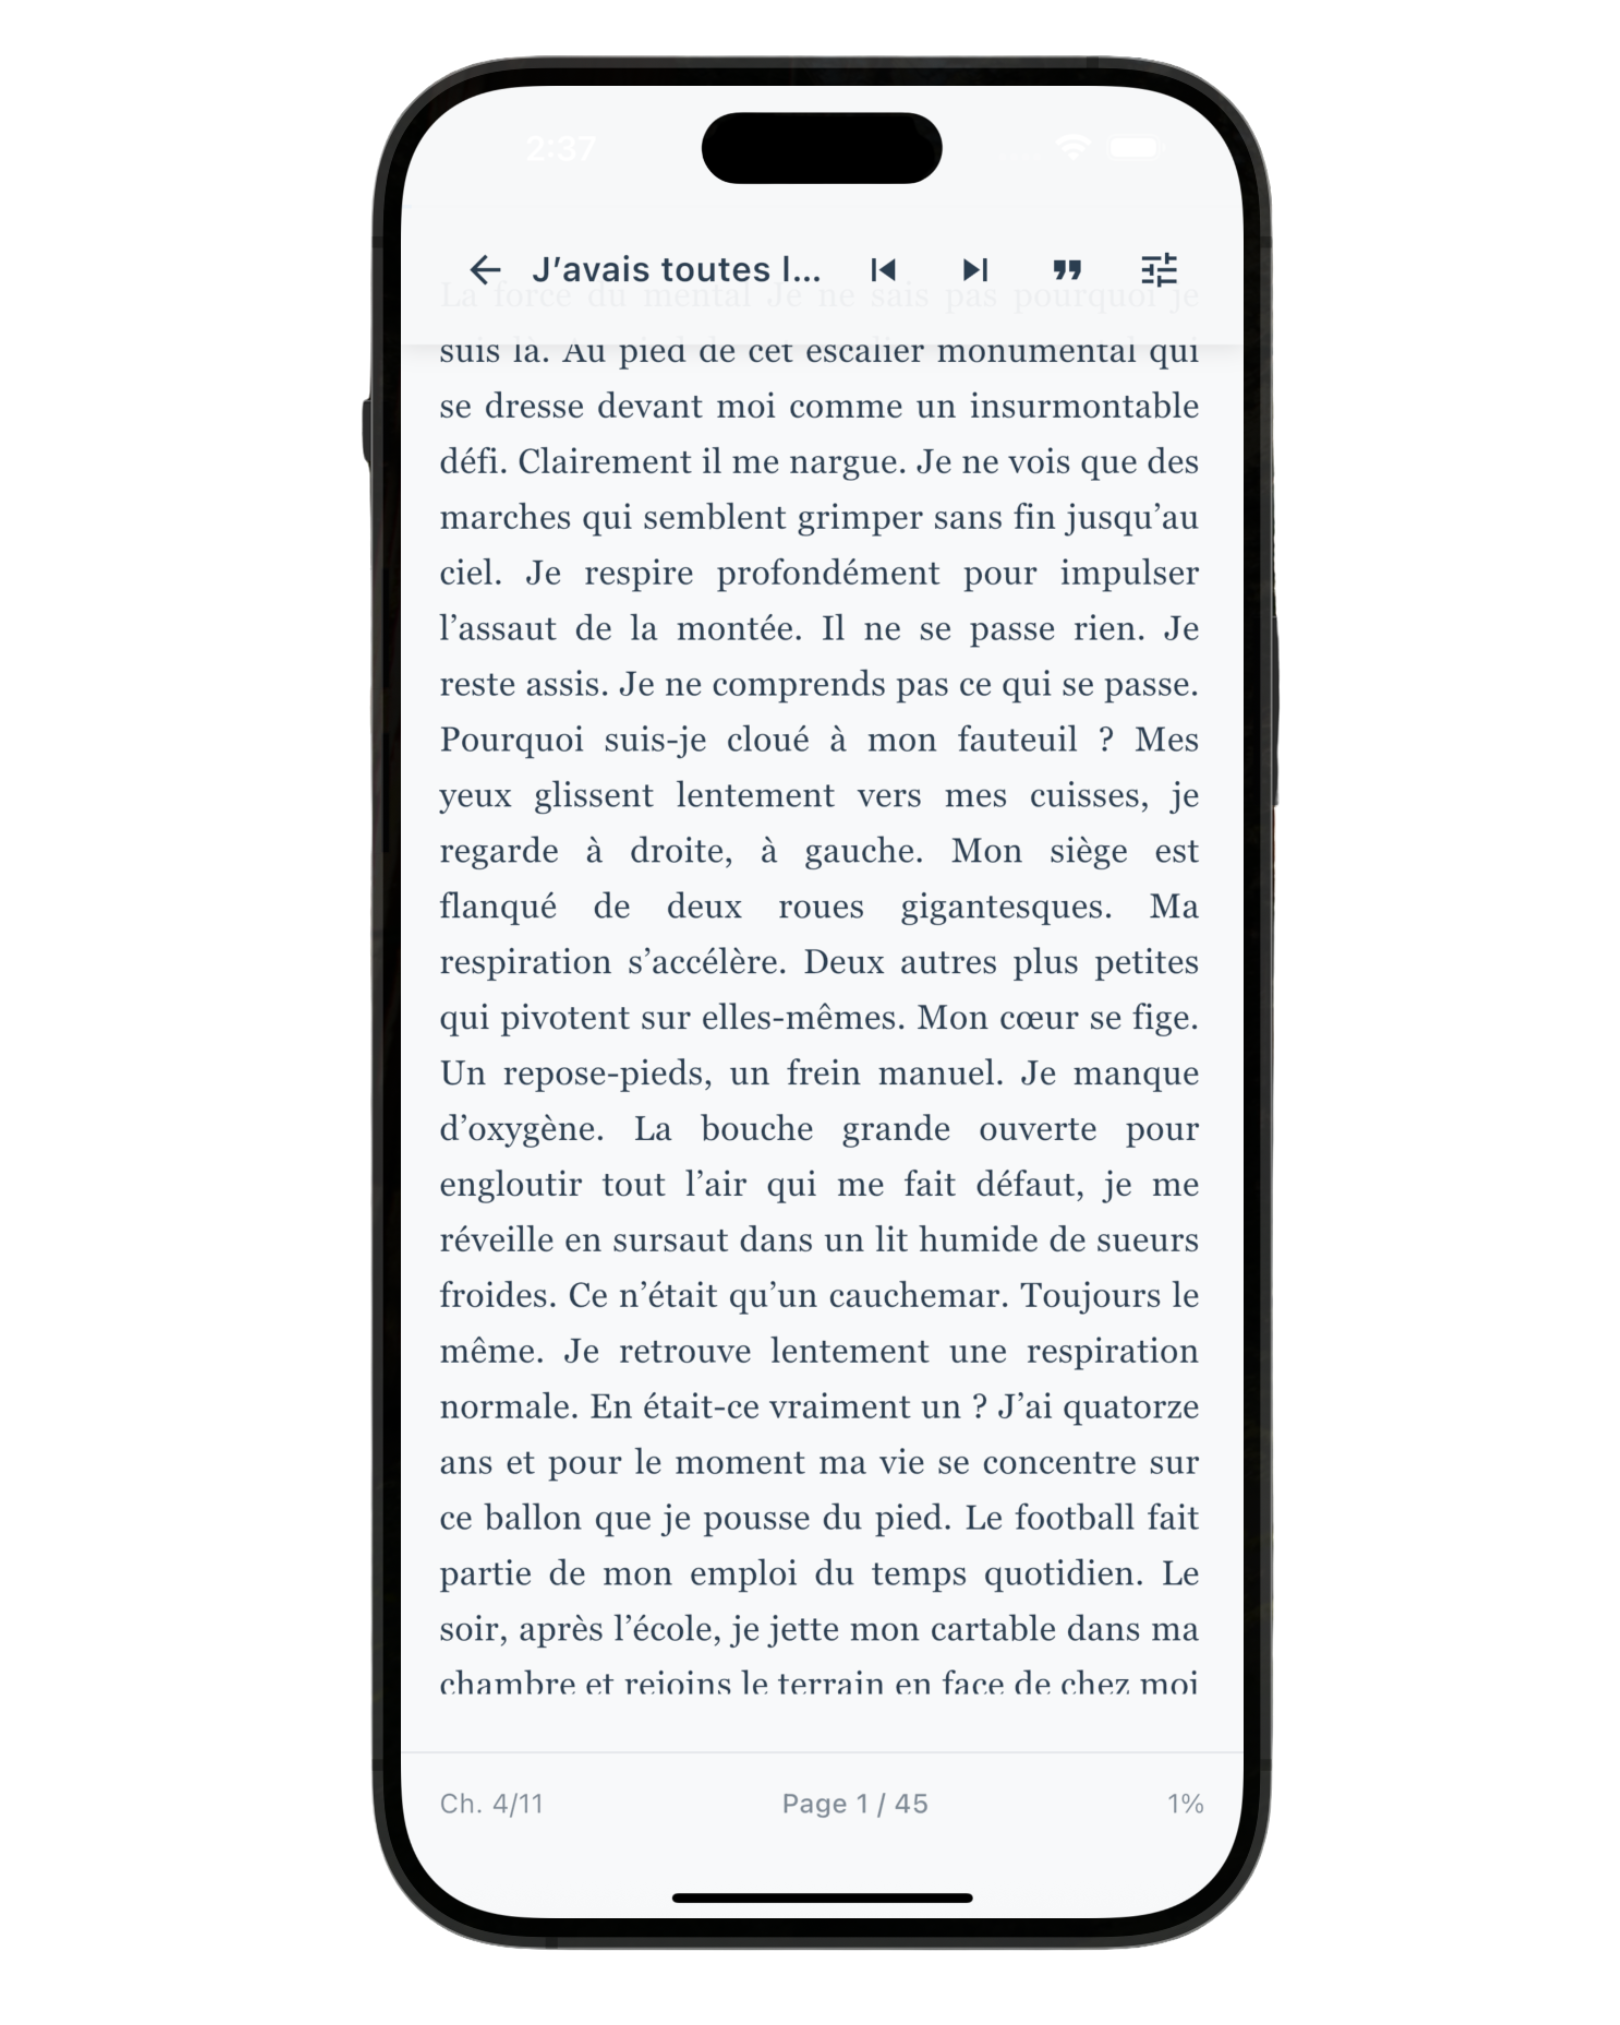 2:37
J’avais toutes l...
La force du mental Je ne sais pas pourquoi je
suis là. Au pied de cet escalier monumental qui
se dresse devant moi comme un insurmontable
défi. Clairement il me nargue. Je ne vois que des
marches qui semblent grimper sans fin jusqu’au
ciel. Je respire profondément pour impulser
l’assaut de la montée. Il ne se passe rien. Je
reste assis. Je ne comprends pas ce qui se passe.
Pourquoi suis-je cloué à mon fauteuil ? Mes
yeux glissent lentement vers mes cuisses, je
regarde à droite, à gauche. Mon siège est
flanqué de deux roues gigantesques. Ma
respiration s’accélère. Deux autres plus petites
qui pivotent sur elles-mêmes. Mon cœur se fige.
Un repose-pieds, un frein manuel. Je manque
d’oxygène. La bouche grande ouverte pour
engloutir tout l’air qui me fait défaut, je me
réveille en sursaut dans un lit humide de sueurs
froides. Ce n’était qu’un cauchemar. Toujours le
même. Je retrouve lentement une respiration
normale. En était-ce vraiment un ? J’ai quatorze
ans et pour le moment ma vie se concentre sur
ce ballon que je pousse du pied. Le football fait
partie de mon emploi du temps quotidien. Le
soir, après l’école, je jette mon cartable dans ma
chambre et rejoins le terrain en face de chez moi
Ch. 4/11 Page 1 / 45 1%